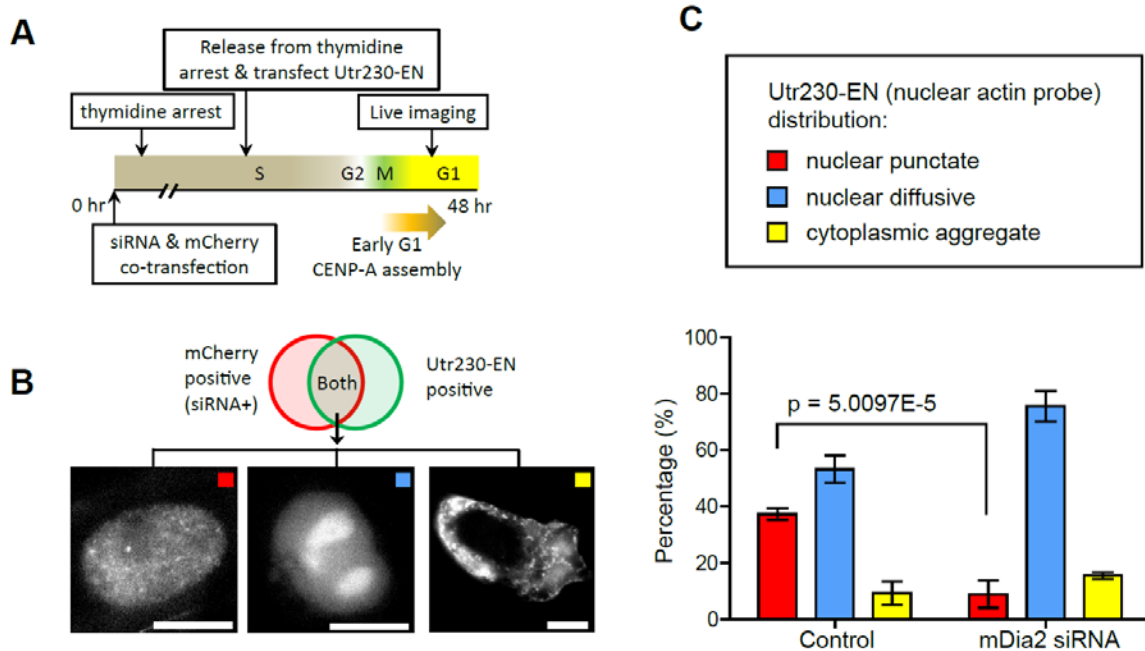 A
Release from thymidine
arrest & transfect Utr230-EN
thymidine arrest
Live imaging
S
G2
M
G1
0 hr
48 hr
siRNA & mCherry
co-transfection
Early G1
CENP-A assembly
B
mCherry
positive
(siRNA+)
Both
Utr230-EN
positive
C
Utr230-EN (nuclear actin probe)
distribution:
nuclear punctate
nuclear diffusive
cytoplasmic aggregate
Percentage (%)
100
80
60
40
20
0
p = 5.0097E-5
Control
mDia2 siRNA